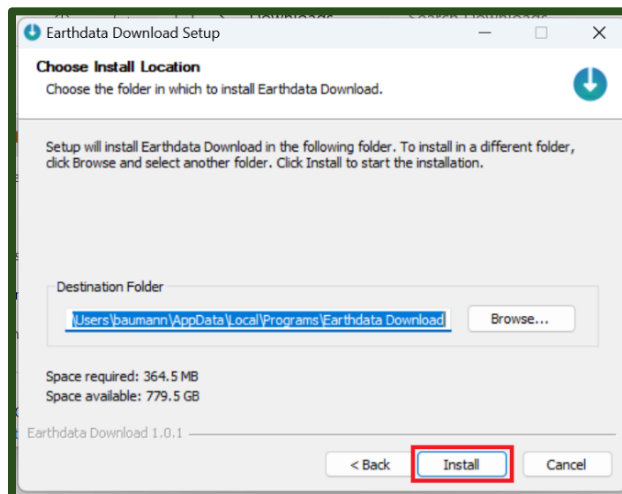 Earthdata Download Setup
Choose Install Location
Choose the folder in which to install Earthdata Download.
Setup will install Earthdata Download in the following folder. To install in a different folder,
click Browse and select another folder. Click Install to start the installation.
Destination Folder
\Users\baumann\AppData\Local\Programs\Earthdata Download
Browse...
Space required: 364.5 MB
Space available: 779.5 GB
Earthdata Download 1.0.1
< Back
Install
Cancel